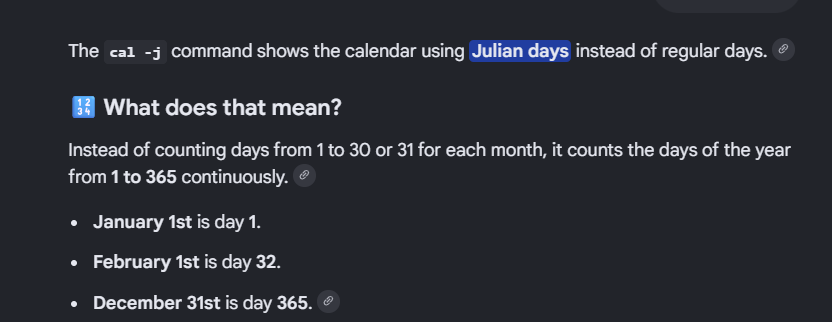 The cal -j command shows the calendar using Julian days instead of regular days.
🔢 What does that mean?
Instead of counting days from 1 to 30 or 31 for each month, it counts the days of the year
from 1 to 365 continuously.
• January 1st is day 1.
• February 1st is day 32.
• December 31st is day 365.